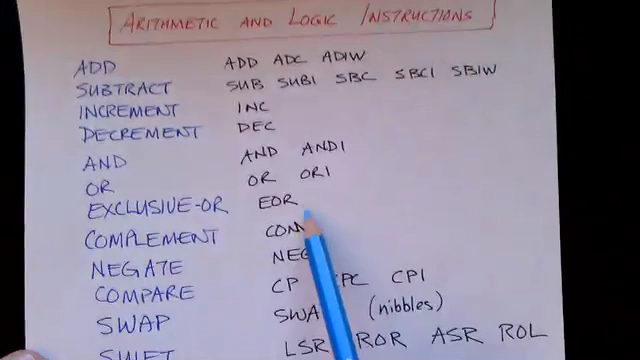 ARITHMETIC AND LOGIC INSTRUCTIONS
ADD ADD ADC ADIW
SUBTRACT SUB SUBI SBC SBCI SBIW
INCREMENT INC
DECREMENT DEC
AND AND ANDI
OR OR ORI
EXCLUSIVE-OR EOR
COMPLEMENT COM
NEGATE NEG
COMPARE CP CPI
SWAP (nibbles)
LSR ROR ASR ROL